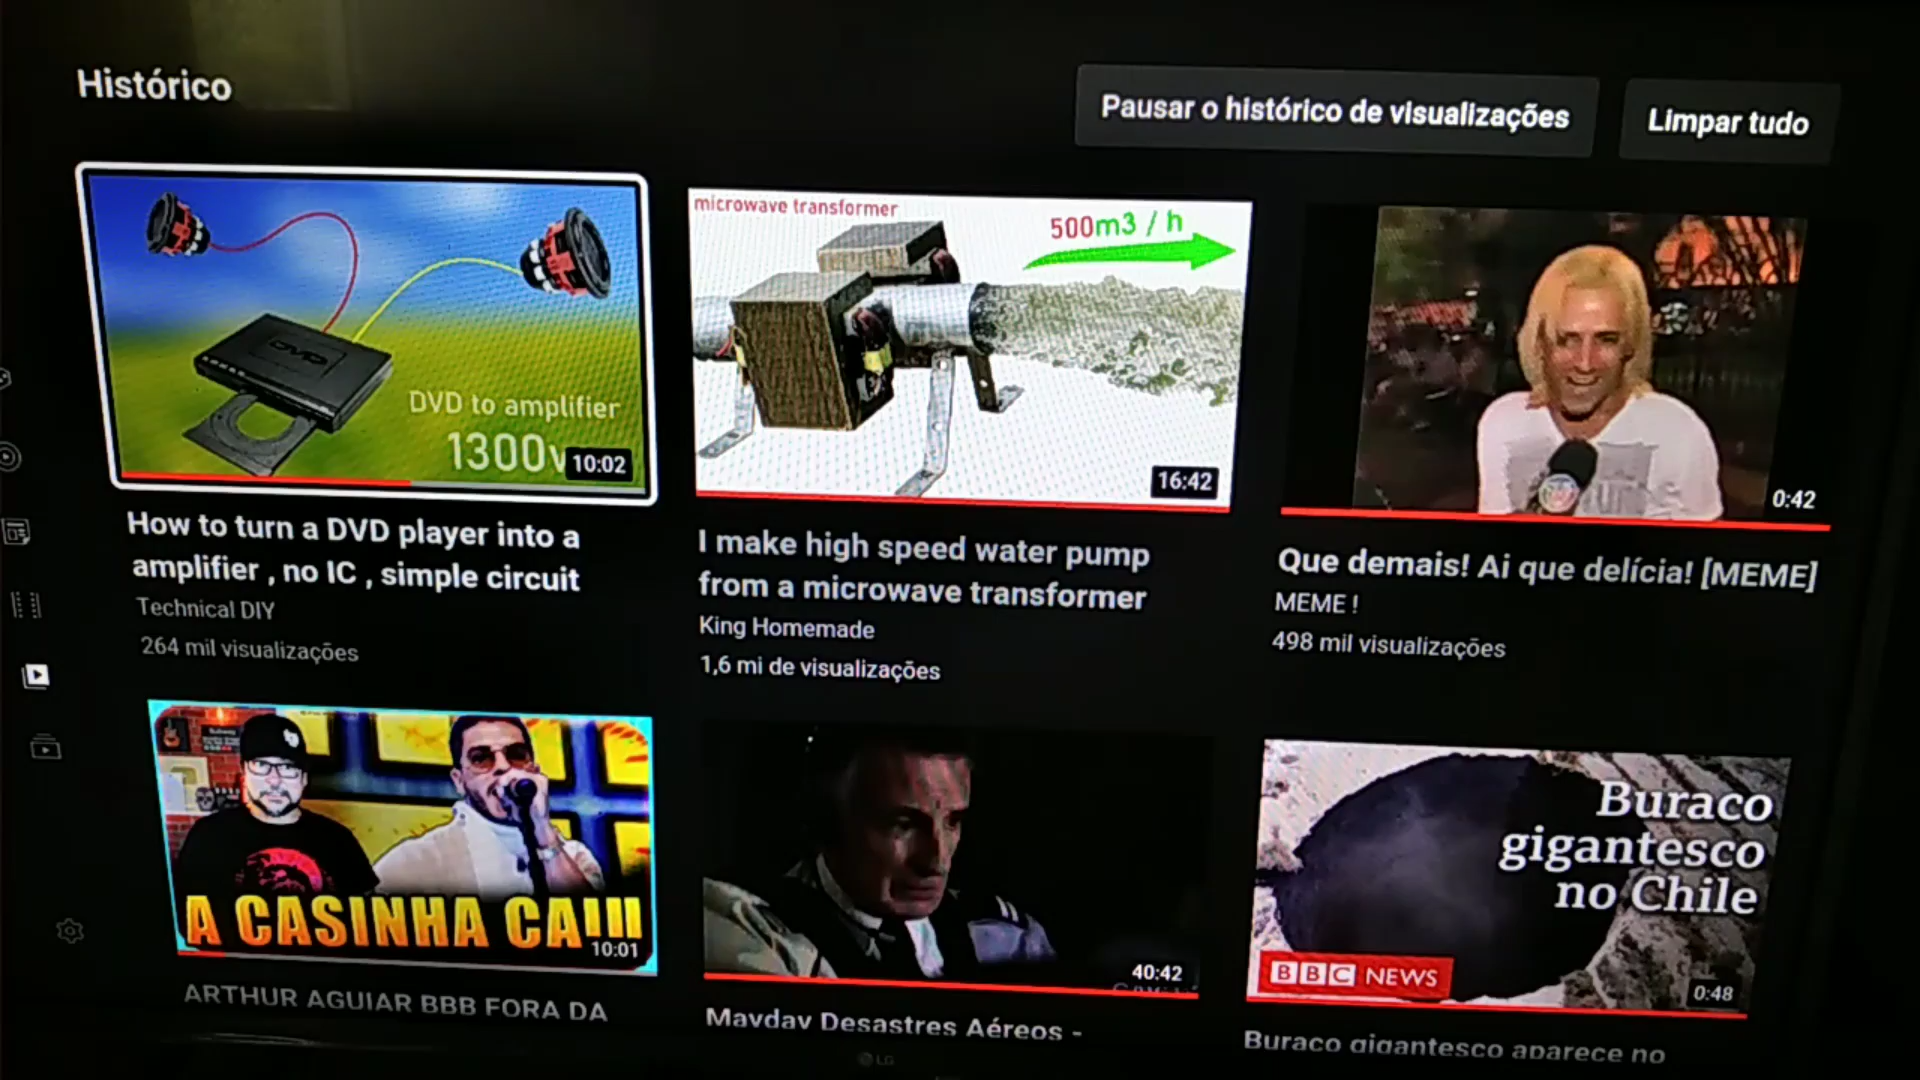 Histórico
Pausar o histórico de visualizações
Limpar tudo
DVD
DVD to amplifier
1300
10:02
How to turn a DVD player into a
amplifier , no IC , simple circuit
Technical DIY
264 mil visualizações
microwave transformer
500m3 / h
16:42
I make high speed water pump
from a microwave transformer
King Homemade
1,6 mi de visualizações
0:42
Que demais! Ai que delícia! [MEME]
MEME !
498 mil visualizações
A CASINHA CAIU
10:01
ARTHUR AGUIAR BBB FORA DA
40:42
Mayday Desastres Aéreos -
Buraco
gigantesco
no Chile
BBC NEWS
0:48
Buraco gigantesco aparece no
LG